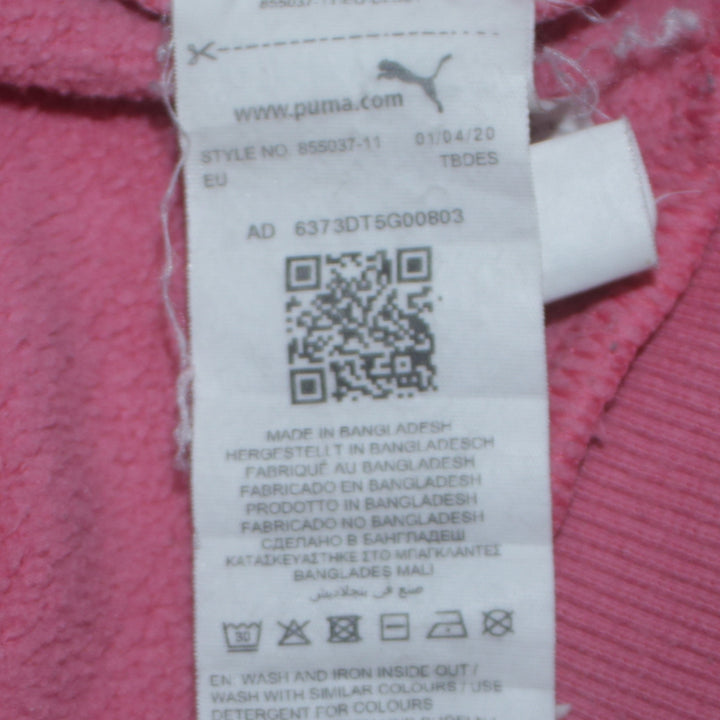 www.puma.com
STYLE NO. 855037-11 01/04/20
EU TBDES
AD 6373DT5G00803
MADE IN BANGLADESH
HERGESTELLT IN BANGLADESCH
FABRIQUÉ AU BANGLADESH
FABRICADO EN BANGLADESH
PRODOTTO IN BANGLADESH
FABRICADO NO BANGLADESH
СДЕЛАНО В БАНГЛАДЕШ
ΚΑΤΑΣΚΕΥΑΣΤΗΚΕ ΣΤΟ ΜΠΑΓΚΛΑΝΤΕΣ
BANGLADES MALI
صنع في بنجلاديش
30
EN: WASH AND IRON INSIDE OUT /
WASH WITH SIMILAR COLOURS / USE
DETERGENT FOR COLOURS